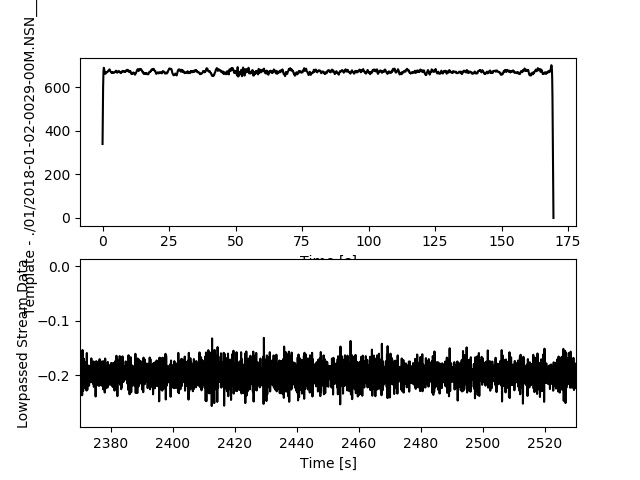 Template - ./01/2018-01-02-0029-00M.NSN__
600
400
200
0
0 25 50 75 100 125 150 175
Time [s]
Lowpassed Stream Data
0.0
−0.1
−0.2
2380 2400 2420 2440 2460 2480 2500 2520
Time [s]